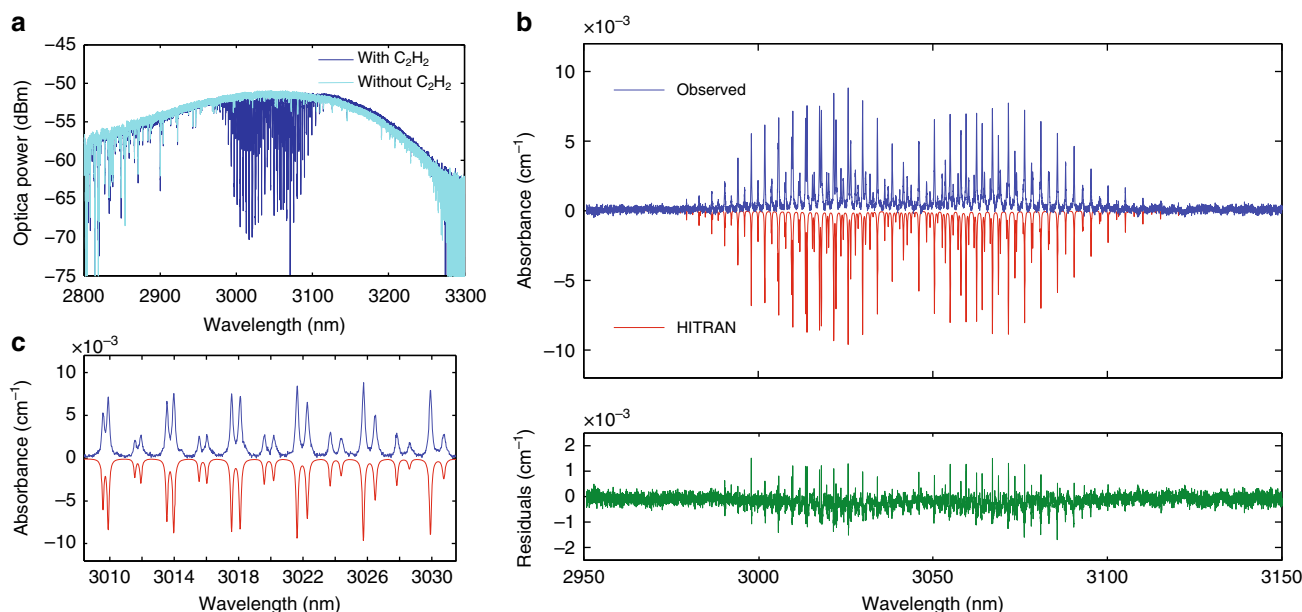 a
−45
−50
−55
−60
−65
−70
−75
Optical power (dBm)
With C₂H₂
Without C₂H₂
2800 2900 3000 3100 3200 3300
Wavelength (nm)
b
×10⁻³
10
5
0
−5
−10
Absorbance (cm⁻¹)
Observed
HITRAN
×10⁻³
2
1
0
−1
−2
Residuals (cm⁻¹)
2950 3000 3050 3100 3150
Wavelength (nm)
c
×10⁻³
10
5
0
−5
−10
Absorbance (cm⁻¹)
3010 3014 3018 3022 3026 3030
Wavelength (nm)